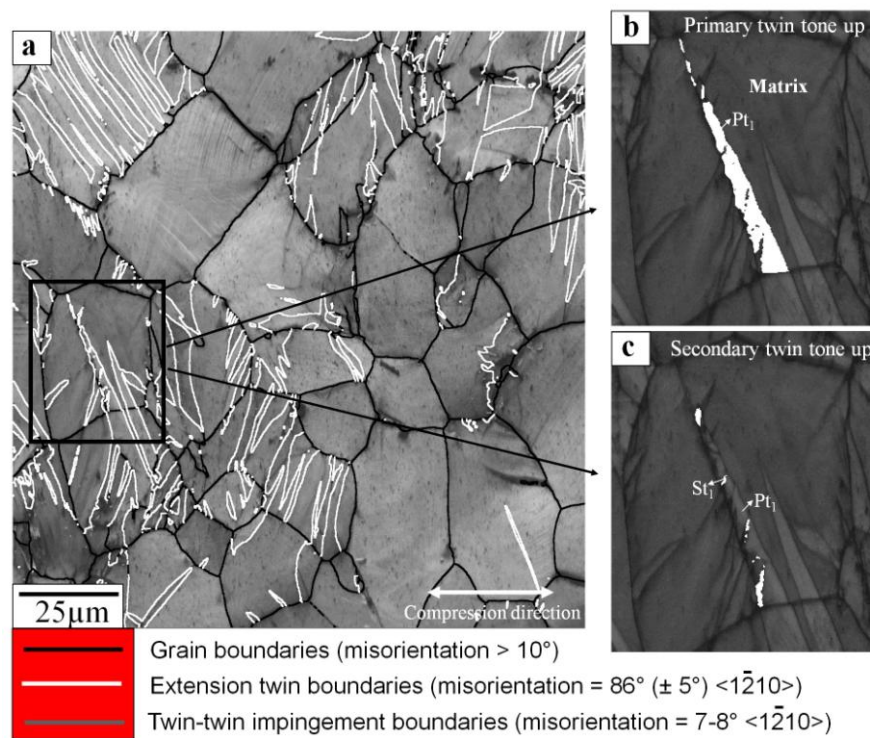 a
b
Primary twin tone up
Matrix
Pt₁
c
Secondary twin tone up
St₁
Pt₁
25μm
Compression direction
Grain boundaries (misorientation > 10°)
Extension twin boundaries (misorientation = 86° (± 5°) <12̄10>)
Twin-twin impingement boundaries (misorientation = 7-8° <12̄10>)